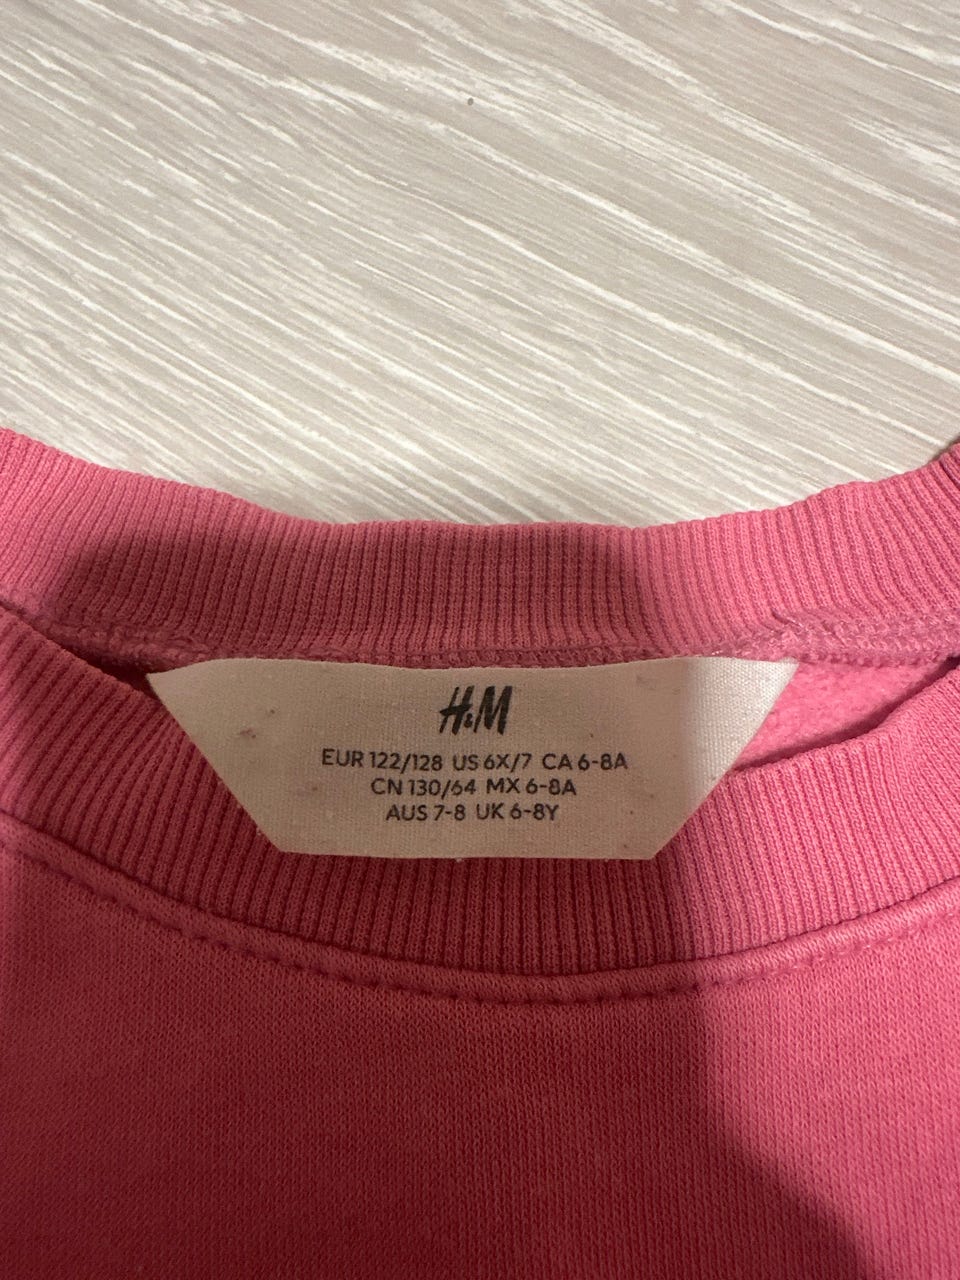 H&M
EUR 122/128 US 6X/7 CA 6-8A
CN 130/64 MX 6-8A
AUS 7-8 UK 6-8Y